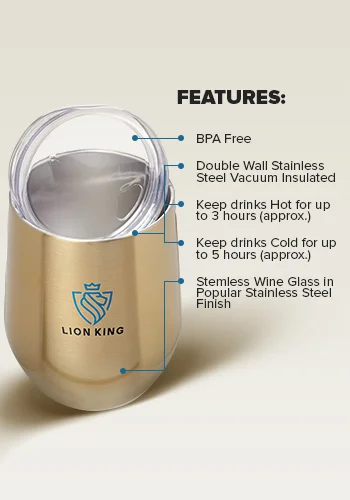 FEATURES:
BPA Free
Double Wall Stainless
Steel Vacuum Insulated
Keep drinks Hot for up
to 3 hours (approx.)
Keep drinks Cold for up
to 5 hours (approx.)
Stemless Wine Glass in
Popular Stainless Steel
Finish
LION KING